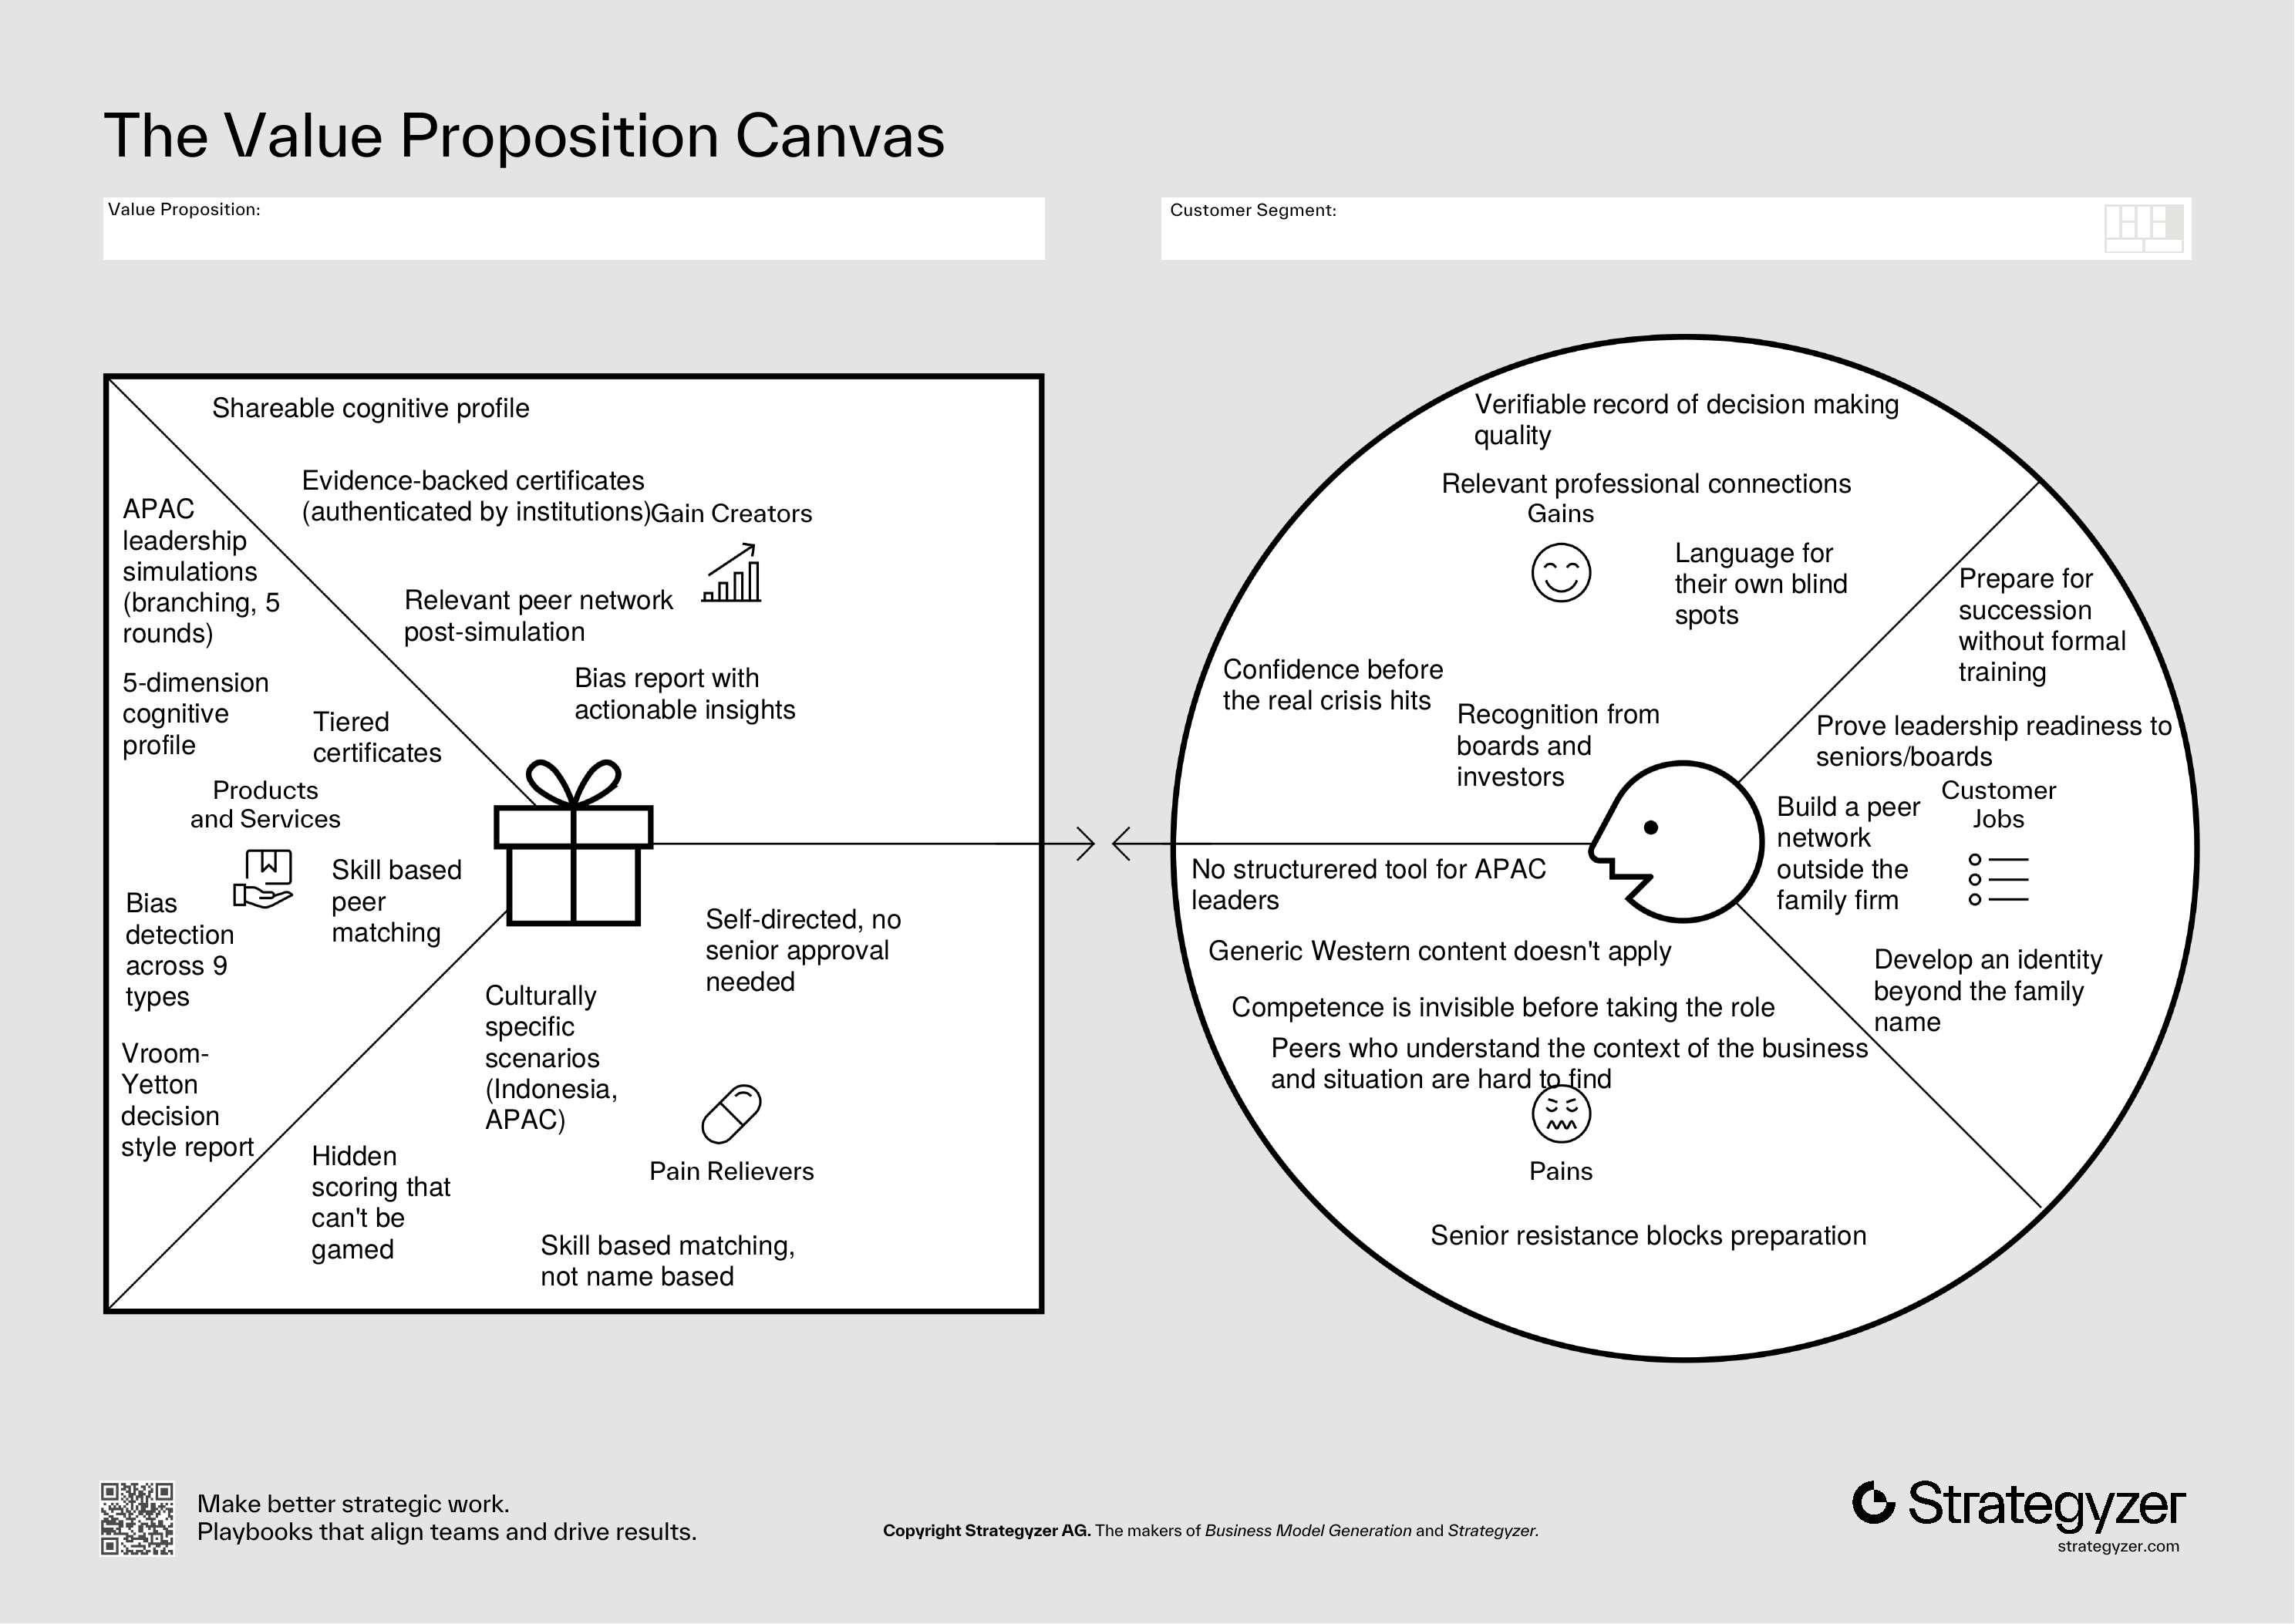 The Value Proposition Canvas
Value Proposition:
Customer Segment:
Shareable cognitive profile
Evidence-backed certificates
(authenticated by institutions)
Gain Creators
Relevant peer network
post-simulation
Bias report with
actionable insights
APAC
leadership
simulations
(branching, 5
rounds)
5-dimension
cognitive
profile
Tiered
certificates
Products
and Services
Skill based
peer
matching
Bias
detection
across 9
types
Vroom-
Yetton
decision
style report
Self-directed, no
senior approval
needed
Culturally
specific
scenarios
(Indonesia,
APAC)
Pain Relievers
Hidden
scoring that
can't be
gamed
Skill based matching,
not name based
Verifiable record of decision making
quality
Relevant professional connections
Gains
Language for
their own blind
spots
Confidence before
the real crisis hits
Recognition from
boards and
investors
Prepare for
succession
without formal
training
Prove leadership readiness to
seniors/boards
Customer
Jobs
Build a peer
network
outside the
family firm
Develop an identity
beyond the family
name
No structurered tool for APAC
leaders
Generic Western content doesn't apply
Competence is invisible before taking the role
Peers who understand the context of the business
and situation are hard to find
Pains
Senior resistance blocks preparation
Make better strategic work.
Playbooks that align teams and drive results.
Copyright Strategyzer AG. The makers of Business Model Generation and Strategyzer.
Strategyzer
strategyzer.com